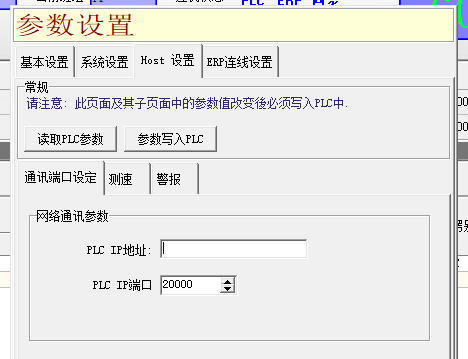 PLC ERP
参数设置
基本设置 系统设置 Host 设置 ERP连线设置
常规
请注意: 此页面及其子页面中的参数值改变後必须写入PLC中.
读取PLC参数 参数写入PLC
通讯端口设定 测速 警报
网络通讯参数
PLC IP地址:
PLC IP端口 20000